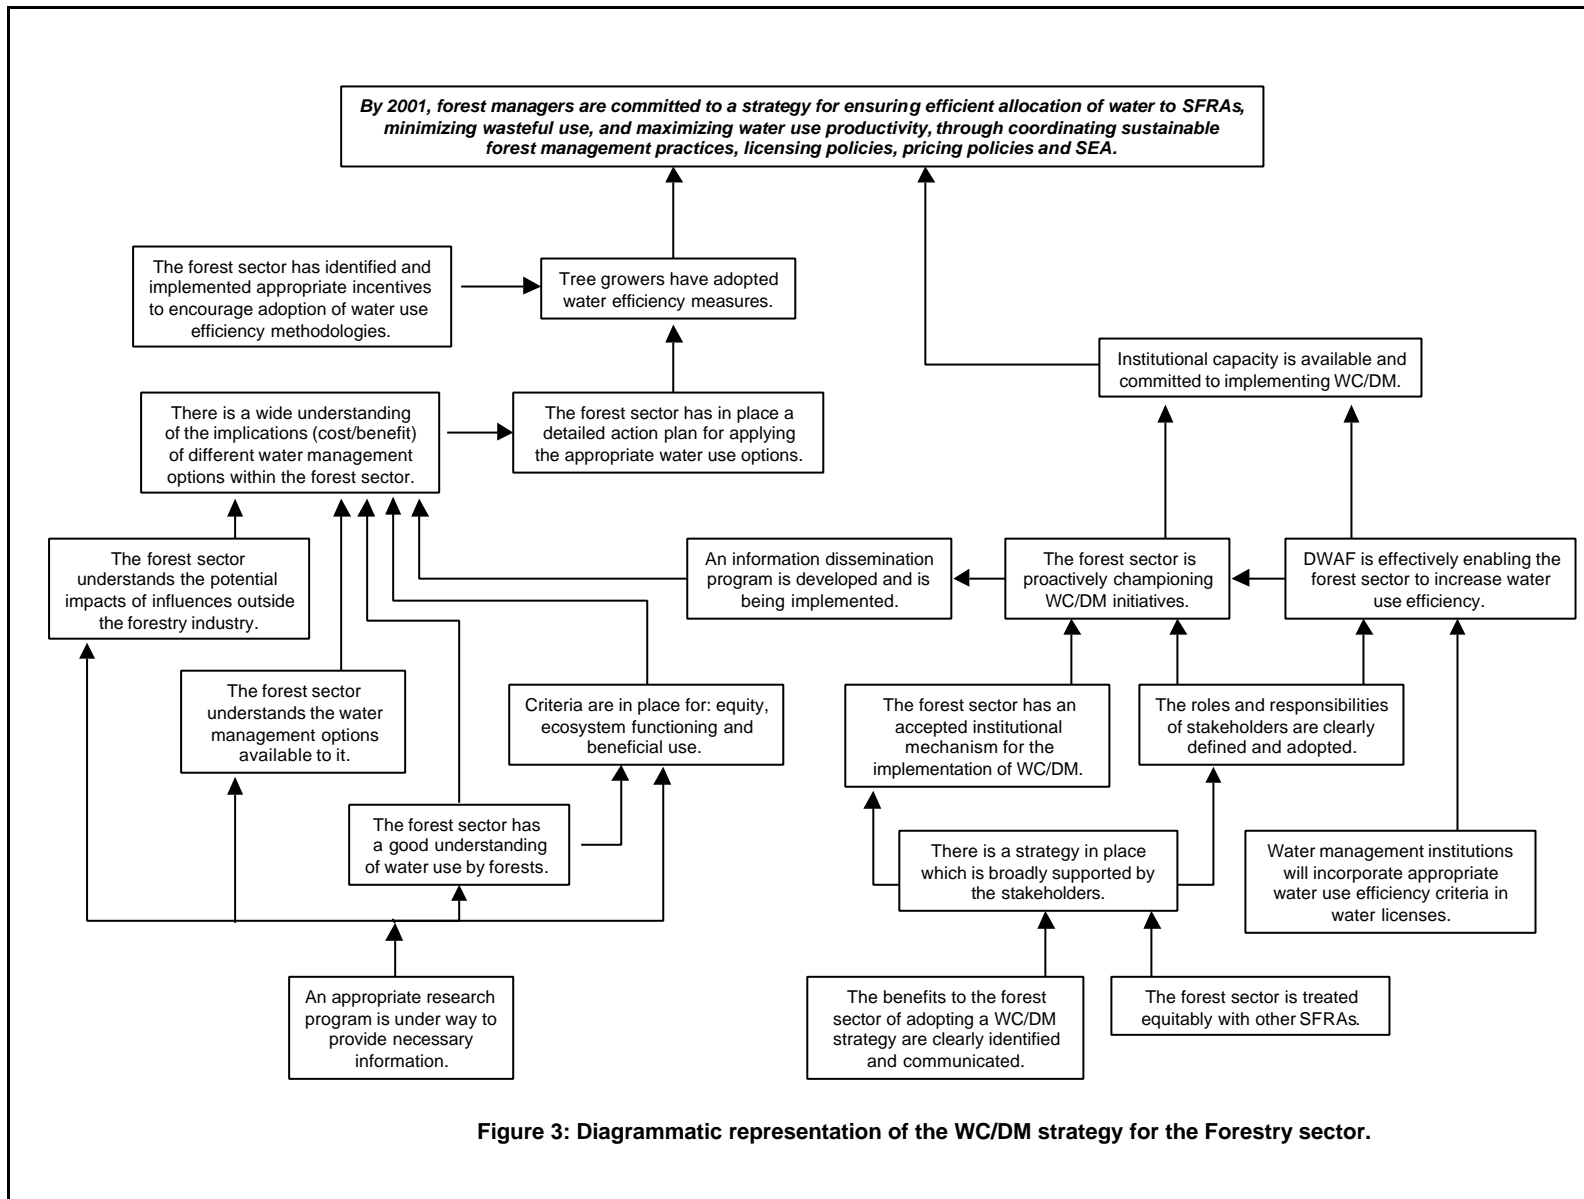 By 2001, forest managers are committed to a strategy for ensuring efficient allocation of water to SFRAs,
minimizing wasteful use, and maximizing water use productivity, through coordinating sustainable
forest management practices, licensing policies, pricing policies and SEA.
The forest sector has identified and
implemented appropriate incentives
to encourage adoption of water use
efficiency methodologies.
Tree growers have adopted
water efficiency measures.
Institutional capacity is available and
committed to implementing WC/DM.
There is a wide understanding
of the implications (cost/benefit)
of different water management
options within the forest sector.
The forest sector has in place a
detailed action plan for applying
the appropriate water use options.
The forest sector
understands the potential
impacts of influences outside
the forestry industry.
An information dissemination
program is developed and is
being implemented.
The forest sector is
proactively championing
WC/DM initiatives.
DWAF is effectively enabling the
forest sector to increase water
use efficiency.
The forest sector
understands the water
management options
available to it.
Criteria are in place for: equity,
ecosystem functioning and
beneficial use.
The forest sector has an
accepted institutional
mechanism for the
implementation of WC/DM.
The roles and responsibilities
of stakeholders are clearly
defined and adopted.
The forest sector has
a good understanding
of water use by forests.
There is a strategy in place
which is broadly supported by
the stakeholders.
Water management institutions
will incorporate appropriate
water use efficiency criteria in
water licenses.
An appropriate research
program is under way to
provide necessary
information.
The benefits to the forest
sector of adopting a WC/DM
strategy are clearly identified
and communicated.
The forest sector is treated
equitably with other SFRAs.
Figure 3: Diagrammatic representation of the WC/DM strategy for the Forestry sector.